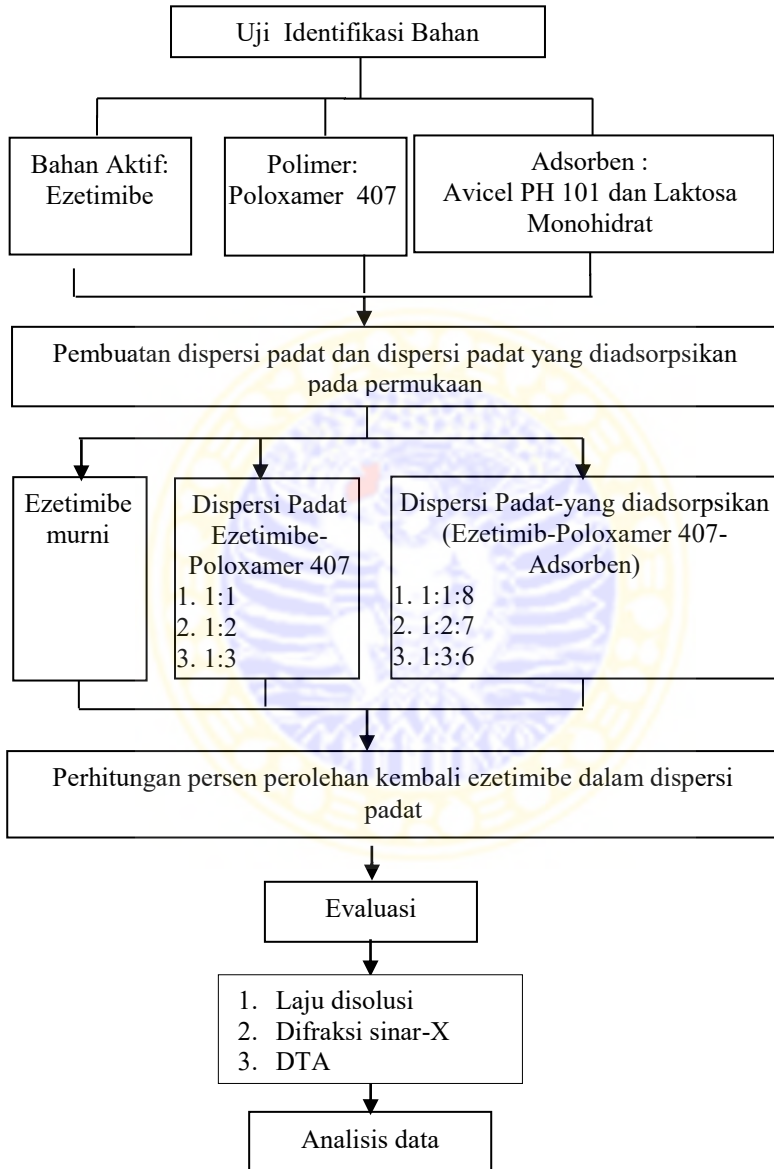 Uji Identifikasi Bahan
Bahan Aktif:
Ezetimibe
Polimer:
Poloxamer 407
Adsorben :
Avicel PH 101 dan Laktosa
Monohidrat
Pembuatan dispersi padat dan dispersi padat yang diadsorpsikan
pada permukaan
Ezetimibe
murni
Dispersi Padat
Ezetimibe-
Poloxamer 407
1. 1:1
2. 1:2
3. 1:3
Dispersi Padat-yang diadsorpsikan
(Ezetimib-Poloxamer 407-
Adsorben)
1. 1:1:8
2. 1:2:7
3. 1:3:6
Perhitungan persen perolehan kembali ezetimibe dalam dispersi
padat
Evaluasi
1. Laju disolusi
2. Difraksi sinar-X
3. DTA
Analisis data